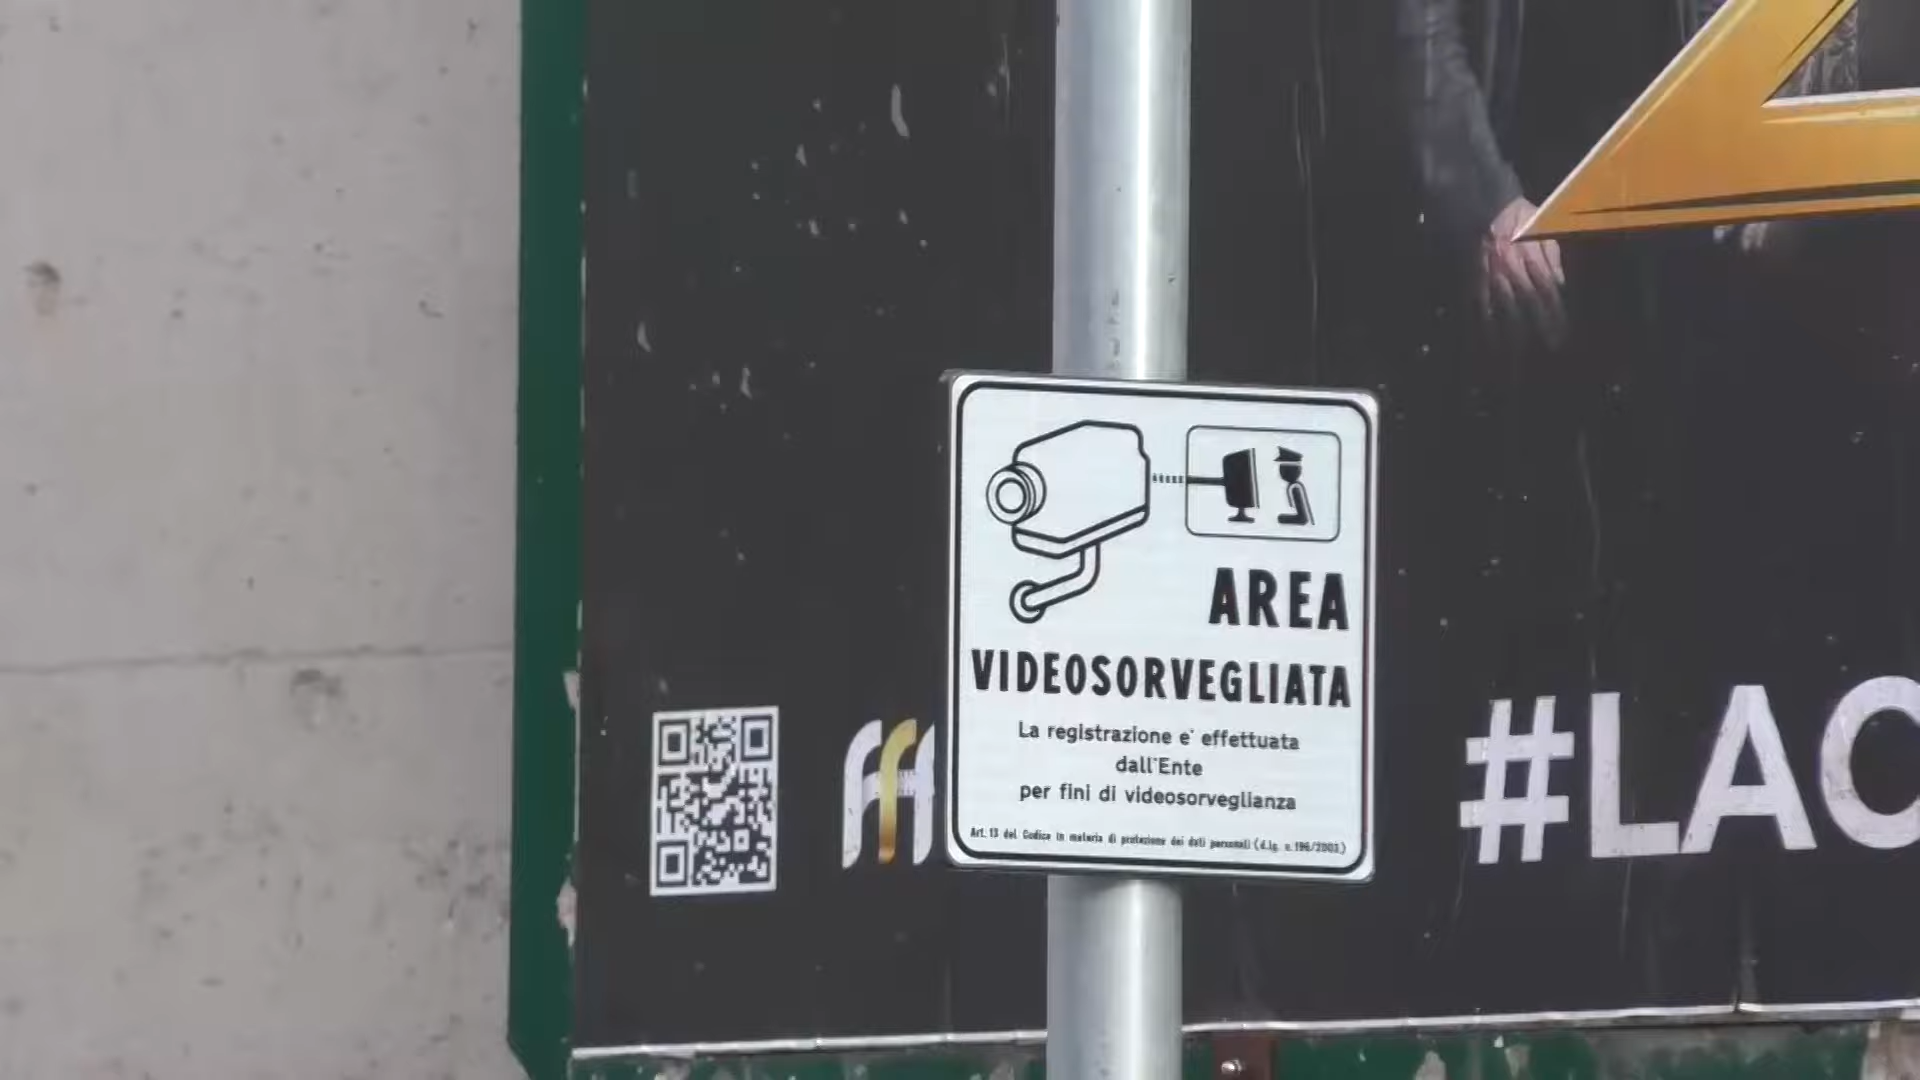 AREA
VIDEOSORVEGLIATA
La registrazione e' effettuata
dall'Ente
per fini di videosorveglianza
Art. 13 del Codice in materia di protezione dei dati personali (d.lg. n. 196/2003)
#LAC